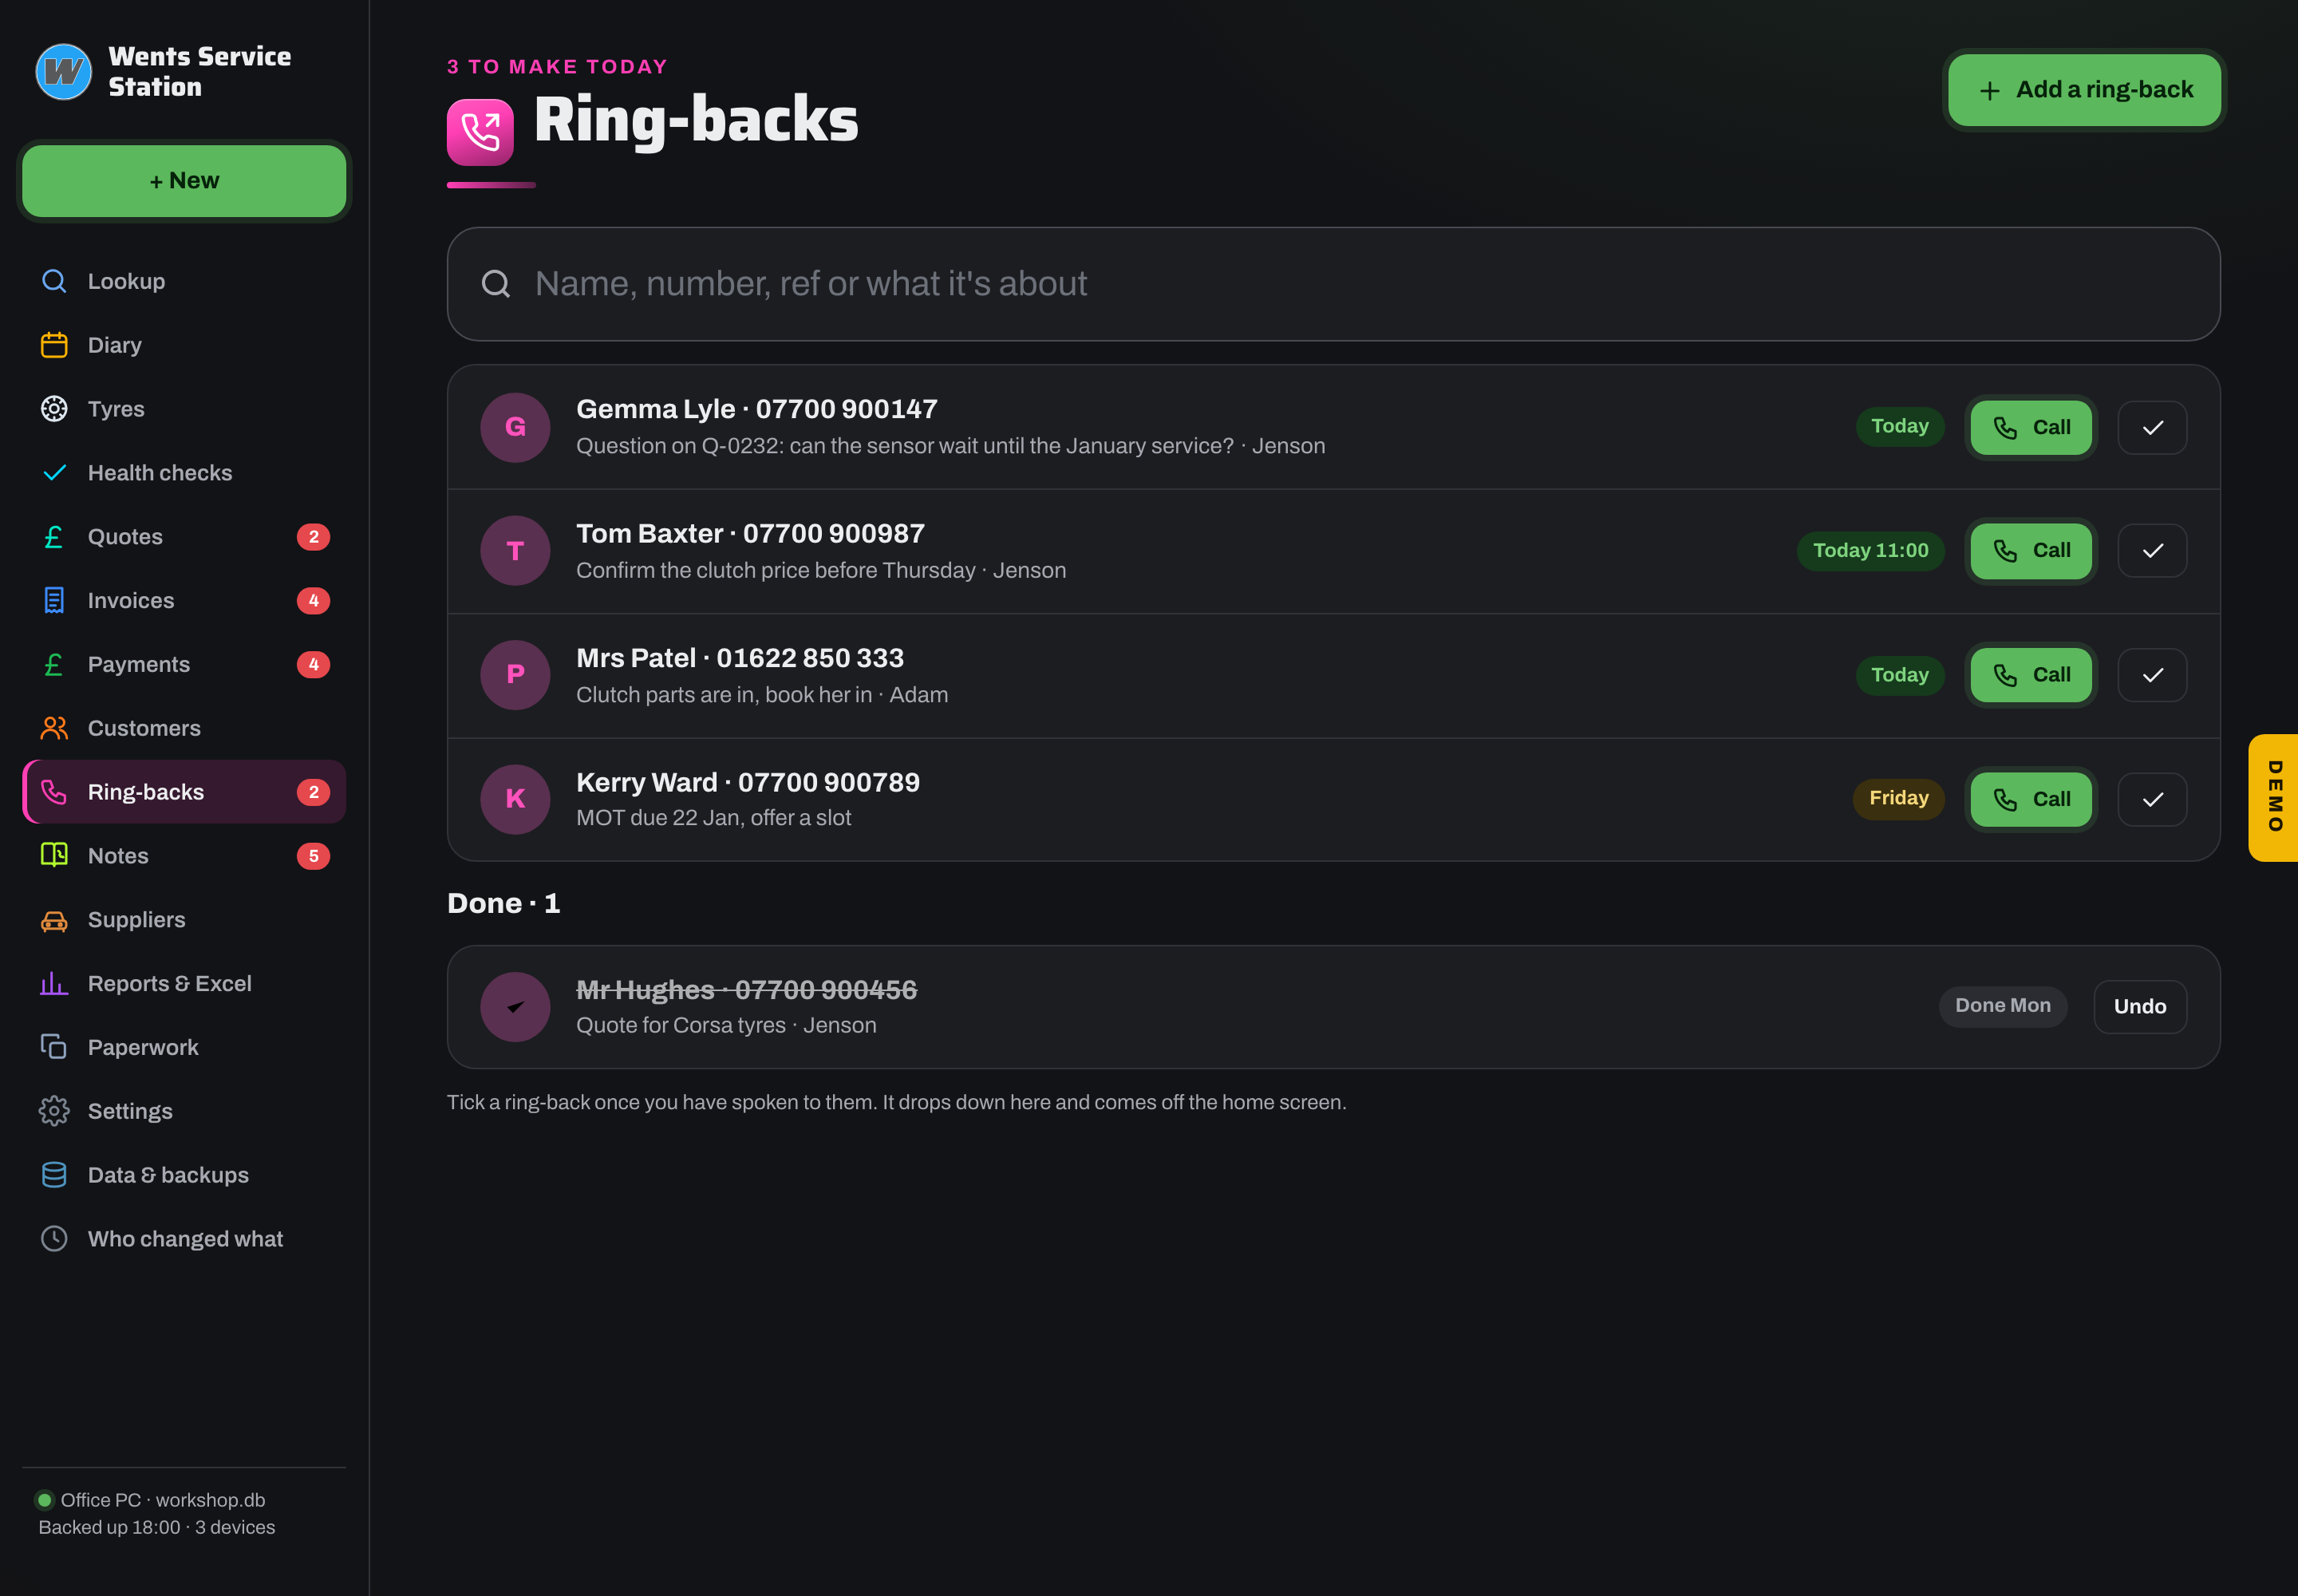 W
Wents Service
Station
+ New
Lookup
Diary
Tyres
Health checks
Quotes 2
Invoices 4
Payments 4
Customers
Ring-backs 2
Notes 5
Suppliers
Reports & Excel
Paperwork
Settings
Data & backups
Who changed what
Office PC · workshop.db
Backed up 18:00 · 3 devices
3 TO MAKE TODAY
Ring-backs
+ Add a ring-back
Name, number, ref or what it's about
G
Gemma Lyle · 07700 900147
Question on Q-0232: can the sensor wait until the January service? · Jenson
Today
Call
T
Tom Baxter · 07700 900987
Confirm the clutch price before Thursday · Jenson
Today 11:00
Call
P
Mrs Patel · 01622 850 333
Clutch parts are in, book her in · Adam
Today
Call
K
Kerry Ward · 07700 900789
MOT due 22 Jan, offer a slot
Friday
Call
Done · 1
Mr Hughes · 07700 900456
Quote for Corsa tyres · Jenson
Done Mon
Undo
Tick a ring-back once you have spoken to them. It drops down here and comes off the home screen.
DEMO